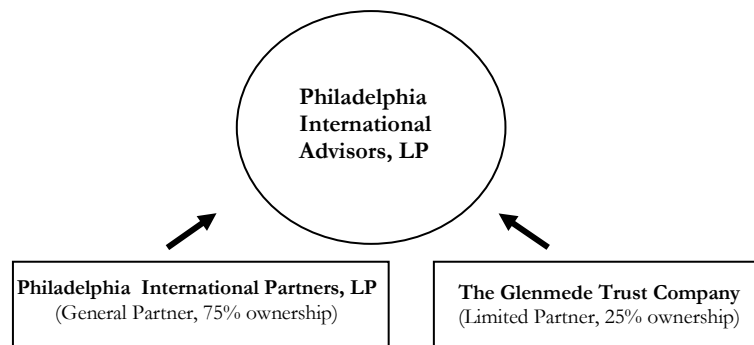 Philadelphia
International
Advisors, LP
Philadelphia International Partners, LP
(General Partner, 75% ownership)
The Glenmede Trust Company
(Limited Partner, 25% ownership)